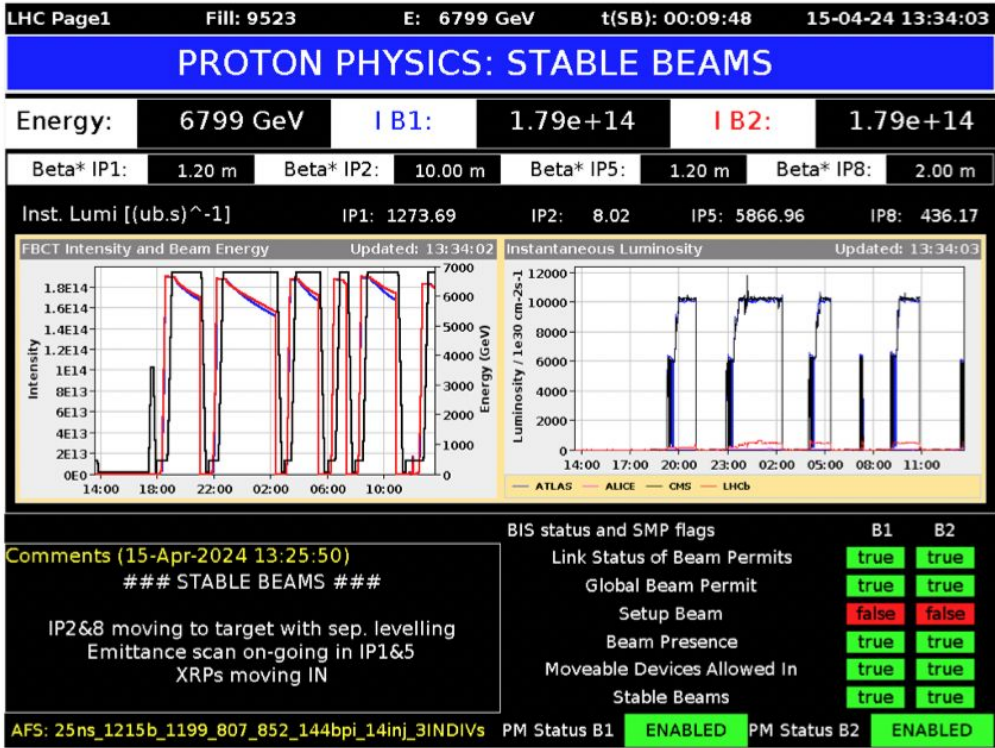 LHC Page1 Fill: 9523 E: 6799 GeV t(SB): 00:09:48 15-04-24 13:34:03
PROTON PHYSICS: STABLE BEAMS
Energy: 6799 GeV I B1: 1.79e+14 I B2: 1.79e+14
Beta* IP1: 1.20 m Beta* IP2: 10.00 m Beta* IP5: 1.20 m Beta* IP8: 2.00 m
Inst. Lumi [(ub.s)^-1] IP1: 1273.69 IP2: 8.02 IP5: 5866.96 IP8: 436.17
FBCT Intensity and Beam Energy Updated: 13:34:02
1.8E14
1.6E14
1.4E14
1.2E14
1E14
8E13
6E13
4E13
2E13
0E0
Intensity
7000
6000
5000
4000
3000
2000
1000
0
Energy (GeV)
14:00 18:00 22:00 02:00 06:00 10:00
Instantaneous Luminosity Updated: 13:34:03
12000
10000
8000
6000
4000
2000
0
Luminosity / 1e30 cm-2s-1
14:00 17:00 20:00 23:00 02:00 05:00 08:00 11:00
ATLAS ALICE CMS LHCb
Comments (15-Apr-2024 13:25:50)
### STABLE BEAMS ###
IP2&8 moving to target with sep. levelling
Emittance scan on-going in IP1&5
XRPs moving IN
BIS status and SMP flags B1 B2
Link Status of Beam Permits true true
Global Beam Permit true true
Setup Beam false false
Beam Presence true true
Moveable Devices Allowed In true true
Stable Beams true true
AFS: 25ns_1215b_1199_807_852_144bpi_14inj_3INDIVs PM Status B1 ENABLED PM Status B2 ENABLED